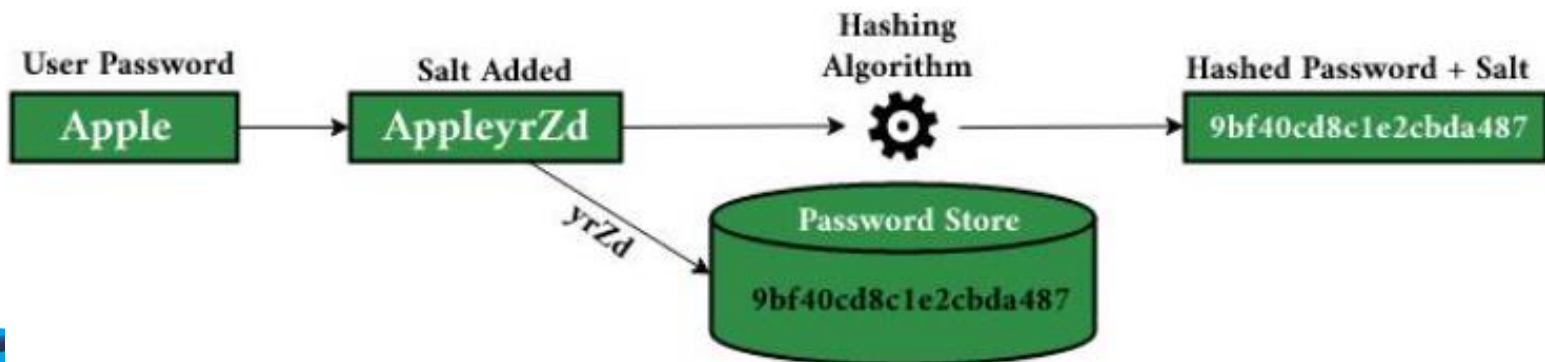 User Password
Apple
Salt Added
AppleyrZd
Hashing
Algorithm
Hashed Password + Salt
9bf40cd8c1e2cbda487
yrZd
Password Store
9bf40cd8c1e2cbda487